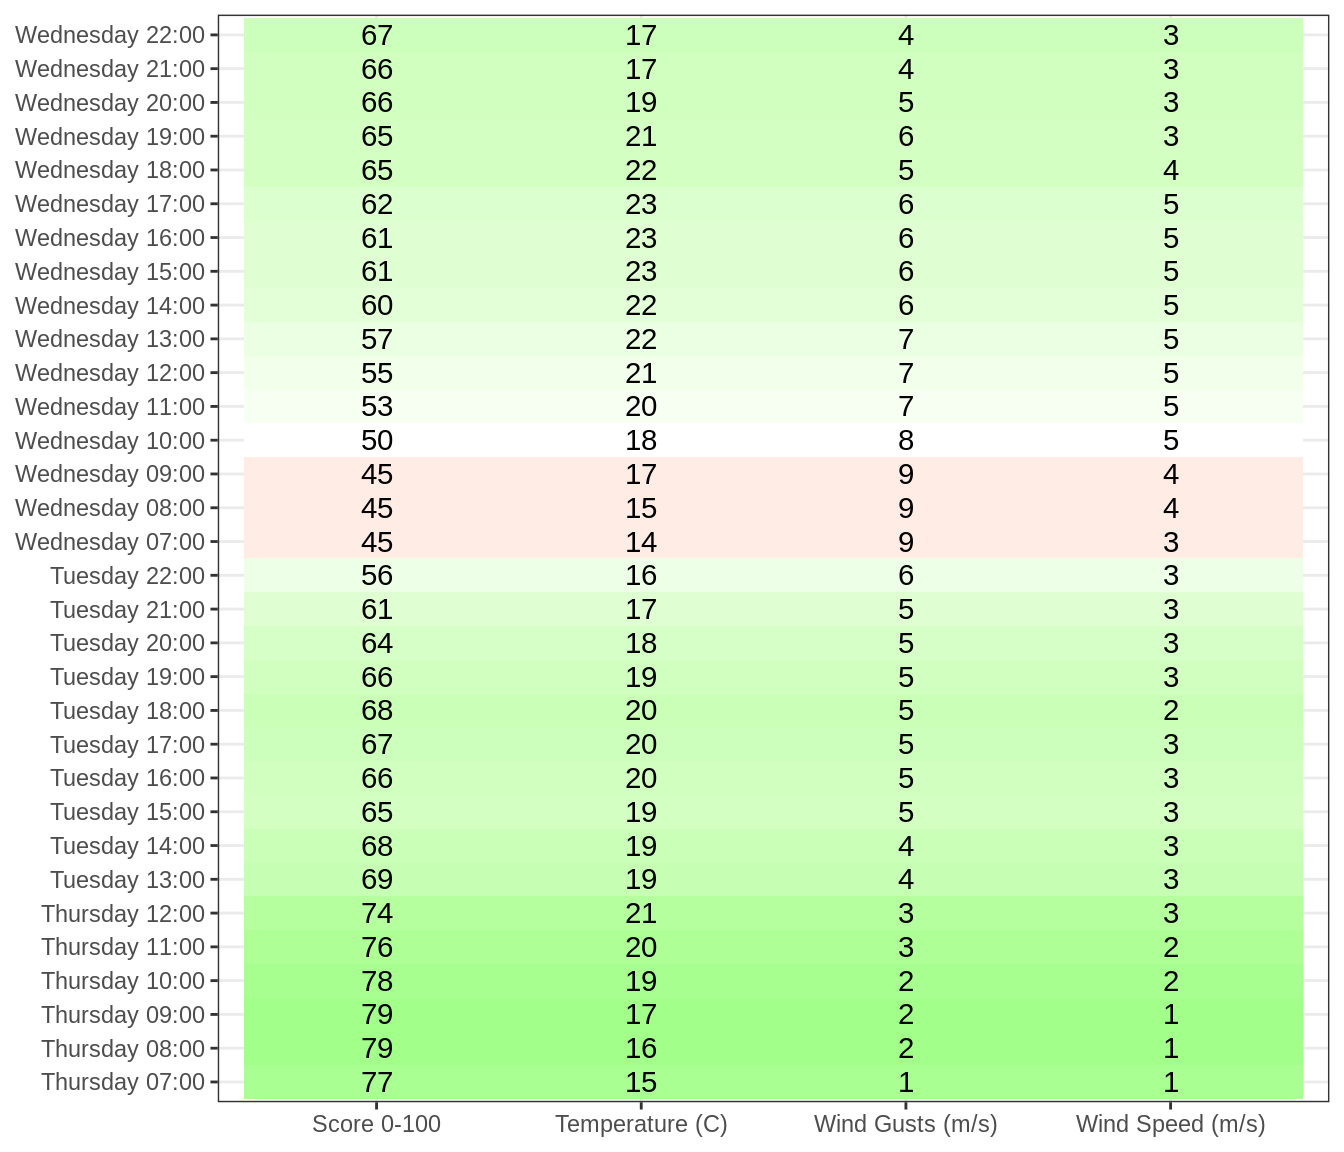 Wednesday 22:00 67 17 4 3
Wednesday 21:00 66 17 4 3
Wednesday 20:00 66 19 5 3
Wednesday 19:00 65 21 6 3
Wednesday 18:00 65 22 5 4
Wednesday 17:00 62 23 6 5
Wednesday 16:00 61 23 6 5
Wednesday 15:00 61 23 6 5
Wednesday 14:00 60 22 6 5
Wednesday 13:00 57 22 7 5
Wednesday 12:00 55 21 7 5
Wednesday 11:00 53 20 7 5
Wednesday 10:00 50 18 8 5
Wednesday 09:00 45 17 9 4
Wednesday 08:00 45 15 9 4
Wednesday 07:00 45 14 9 3
Tuesday 22:00 56 16 6 3
Tuesday 21:00 61 17 5 3
Tuesday 20:00 64 18 5 3
Tuesday 19:00 66 19 5 3
Tuesday 18:00 68 20 5 2
Tuesday 17:00 67 20 5 3
Tuesday 16:00 66 20 5 3
Tuesday 15:00 65 19 5 3
Tuesday 14:00 68 19 4 3
Tuesday 13:00 69 19 4 3
Thursday 12:00 74 21 3 3
Thursday 11:00 76 20 3 2
Thursday 10:00 78 19 2 2
Thursday 09:00 79 17 2 1
Thursday 08:00 79 16 2 1
Thursday 07:00 77 15 1 1
Score 0-100 Temperature (C) Wind Gusts (m/s) Wind Speed (m/s)